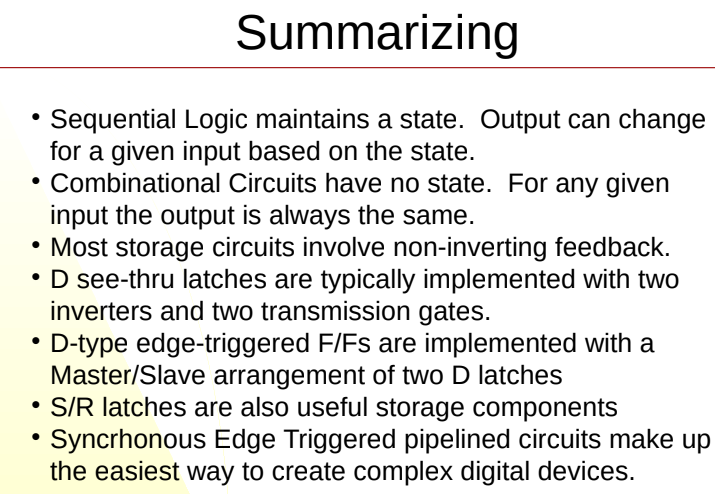 Summarizing
• Sequential Logic maintains a state.  Output can change
for a given input based on the state.
• Combinational Circuits have no state.  For any given
input the output is always the same.
• Most storage circuits involve non-inverting feedback.
• D see-thru latches are typically implemented with two
inverters and two transmission gates.
• D-type edge-triggered F/Fs are implemented with a
Master/Slave arrangement of two D latches
• S/R latches are also useful storage components
• Syncrhonous Edge Triggered pipelined circuits make up
the easiest way to create complex digital devices.